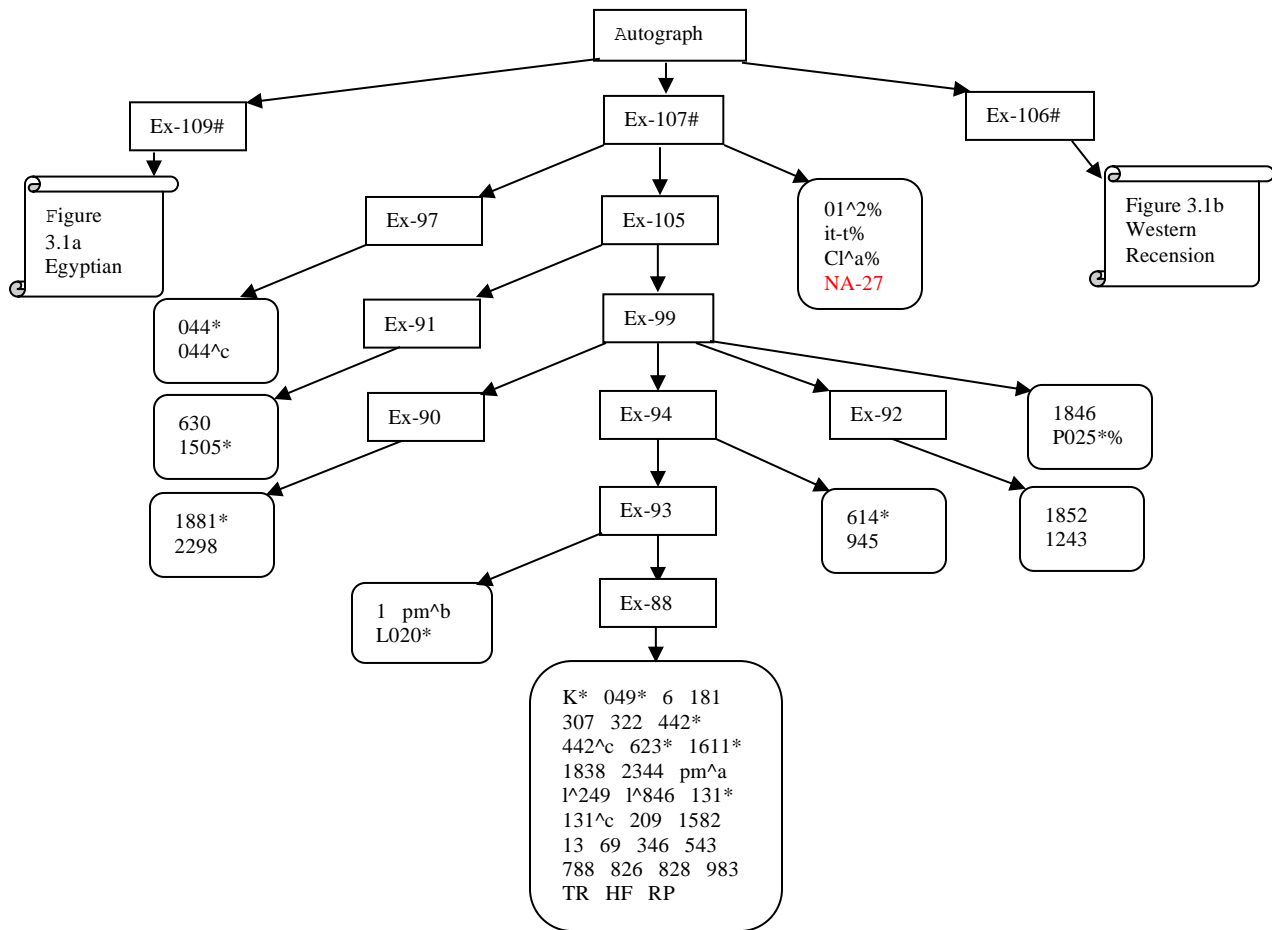 Autograph
Ex-109#
Ex-107#
Ex-106#
Figure
3.1a
Egyptian
Ex-97
Ex-105
01^2%
it-t%
Cl^a%
NA-27
Figure 3.1b
Western
Recension
044*
044^c
Ex-91
Ex-99
630
1505*
Ex-90
Ex-94
Ex-92
1846
P025*%
1881*
2298
Ex-93
614*
945
1852
1243
1 pm^b
L020*
Ex-88
K* 049* 6 181
307 322 442*
442^c 623* 1611*
1838 2344 pm^a
l^249 l^846 131*
131^c 209 1582
13 69 346 543
788 826 828 983
TR HF RP